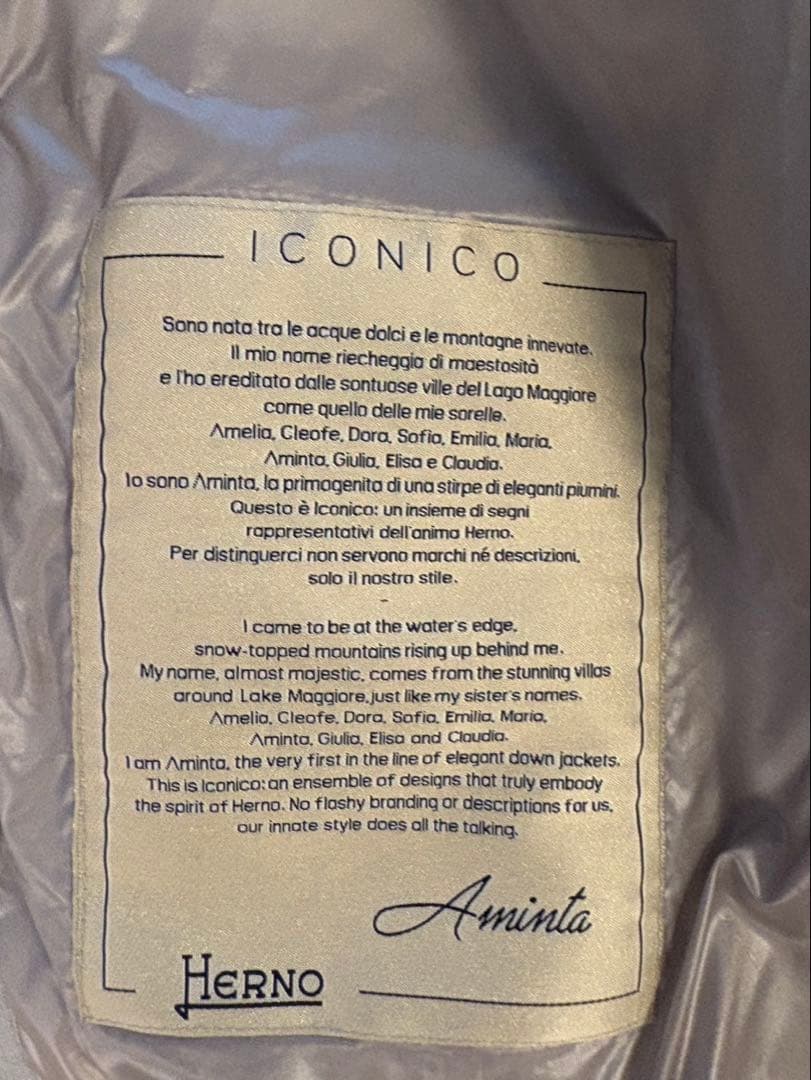 ICONICO
Sono nata tra le acque dolci e le montagne innevate.
Il mio nome riecheggia di maestosità
e l'ho ereditato dalle sontuose ville del Lago Maggiore
come quello delle mie sorelle.
Amelia, Cleofe, Dora, Sofia, Emilia, Maria,
Aminta, Giulia, Elisa e Claudia.
Io sono Aminta, la primogenita di una stirpe di eleganti piumini.
Questo è Iconico: un insieme di segni
rappresentativi dell'anima Herno.
Per distinguerci non servono marchi né descrizioni,
solo il nostro stile.
-
I came to be at the water's edge,
snow-topped mountains rising up behind me.
My name, almost majestic, comes from the stunning villas
around Lake Maggiore, just like my sister's names.
Amelia, Cleofe, Dora, Sofia, Emilia, Maria,
Aminta, Giulia, Elisa and Claudia.
I am Aminta, the very first in the line of elegant down jackets.
This is Iconico: an ensemble of designs that truly embody
the spirit of Herno. No flashy branding or descriptions for us,
our innate style does all the talking.
Aminta
HERNO